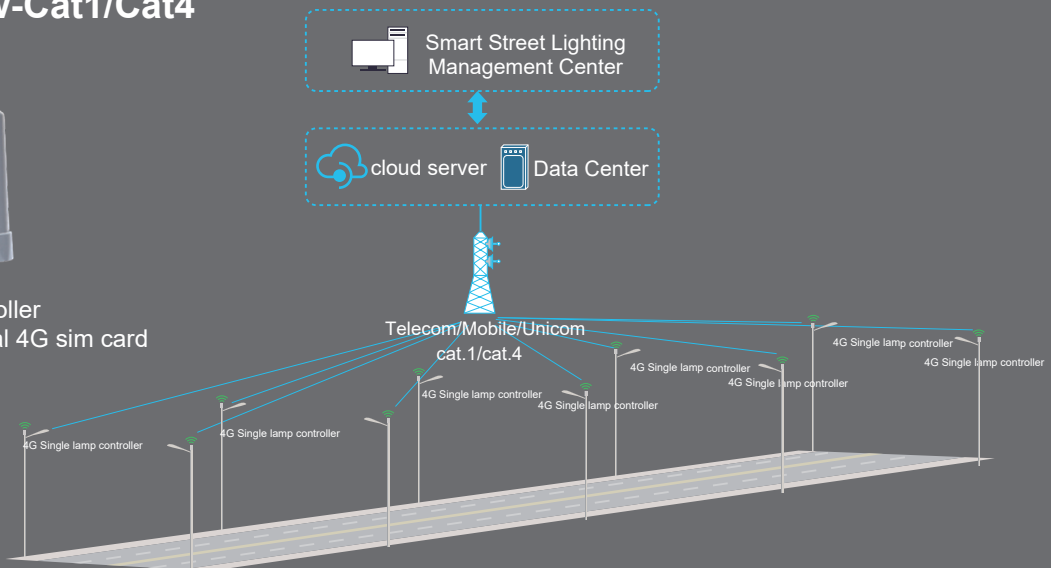 -Cat1/Cat4
Smart Street Lighting
Management Center
cloud server
Data Center
4G sim card
Telecom/Mobile/Unicom
cat.1/cat.4
4G Single lamp controller
4G Single lamp controller
4G Single lamp controller
4G Single lamp controller
4G Single lamp controller
4G Single lamp controller
4G Single lamp controller
4G Single lamp controller